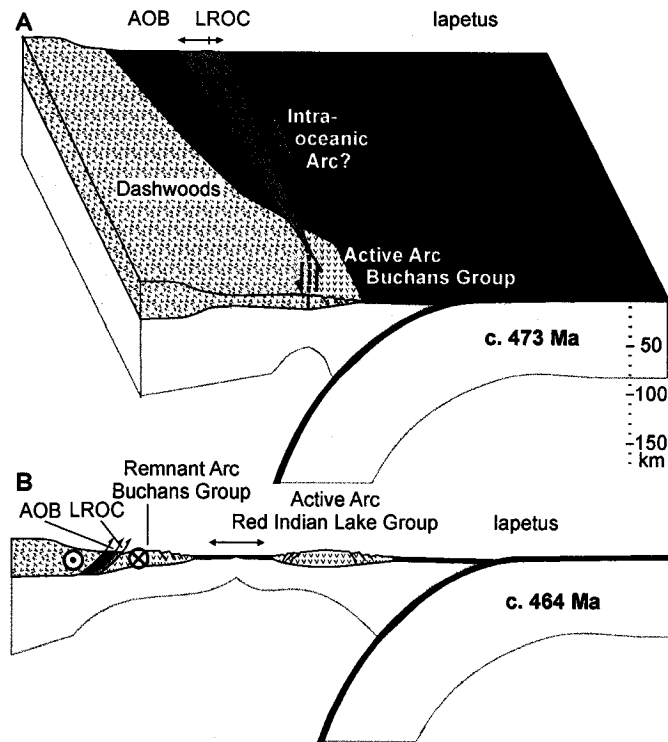 A
AOB LROC Iapetus
Intra-
oceanic
Arc?
Dashwoods
Active Arc
Buchans Group
c. 473 Ma
50
100
150
km
B
Remnant Arc
Buchans Group
AOB LROC
Active Arc
Red Indian Lake Group
Iapetus
c. 464 Ma